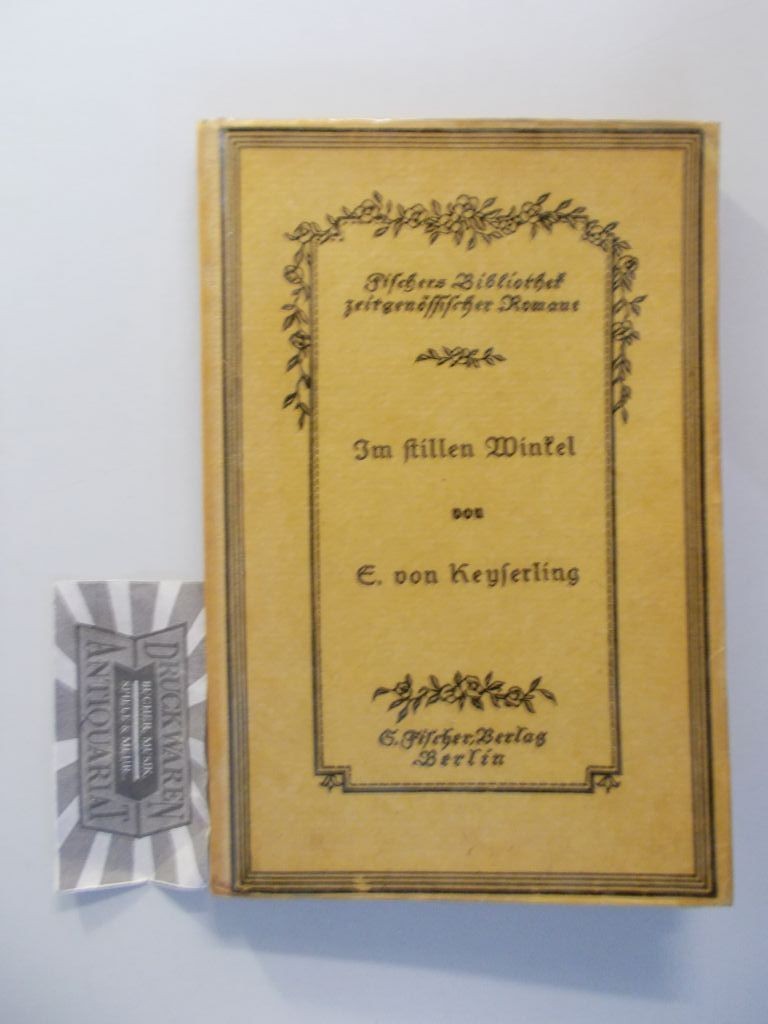 Fischers Bibliothek
zeitgenössischer Romane
Im stillen Winkel
von
E. von Keyserling
S. Fischer, Verlag
Berlin
DRUCKWAREN
BÜCHER, MUSIK,
SPIELE & MEHR
ANTIQUARIAT